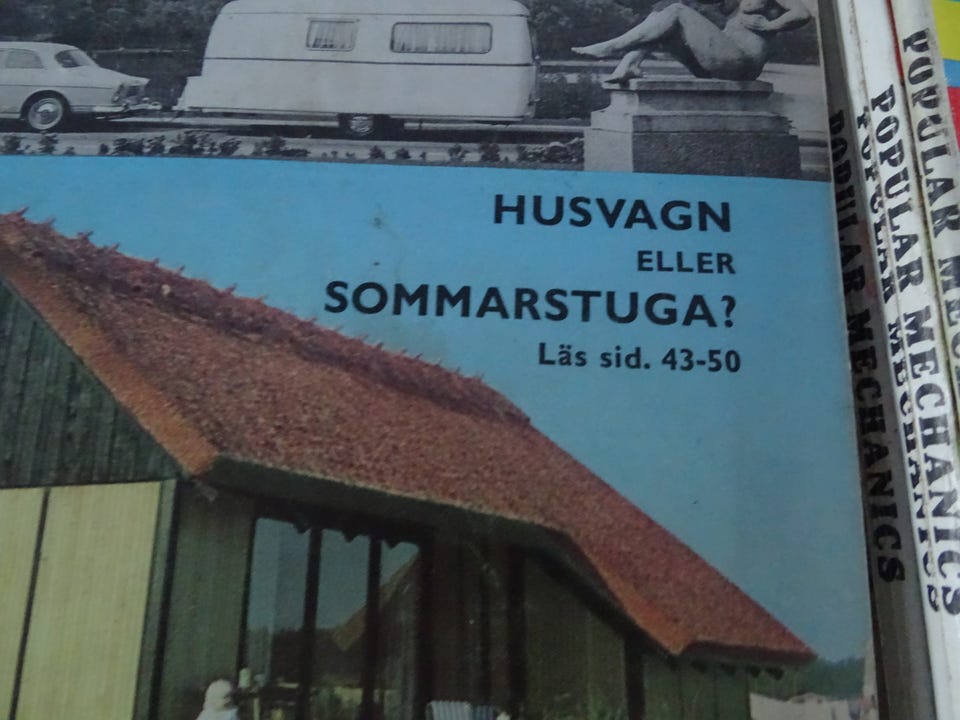 HUSVAGN
ELLER
SOMMARSTUGA?
Läs sid. 43-50
POPULAR MECHANICS
POPULAR MECHANICS
POPULAR MECHANICS